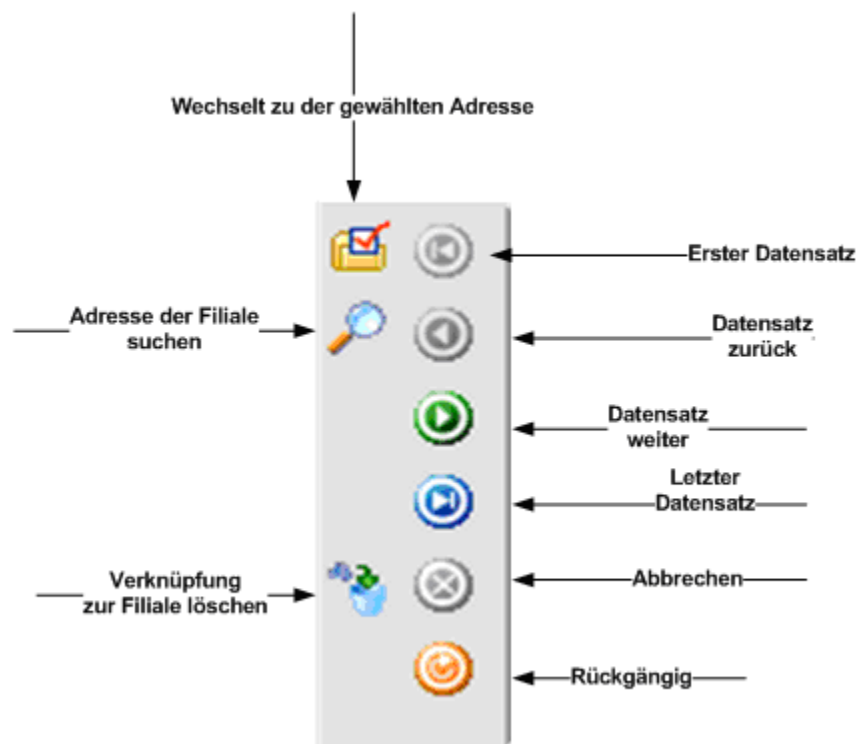 Wechselt zu der gewählten Adresse
Erster Datensatz
Adresse der Filiale
suchen
Datensatz
zurück
Datensatz
weiter
Letzter
Datensatz
Verknüpfung
zur Filiale löschen
Abbrechen
Rückgängig